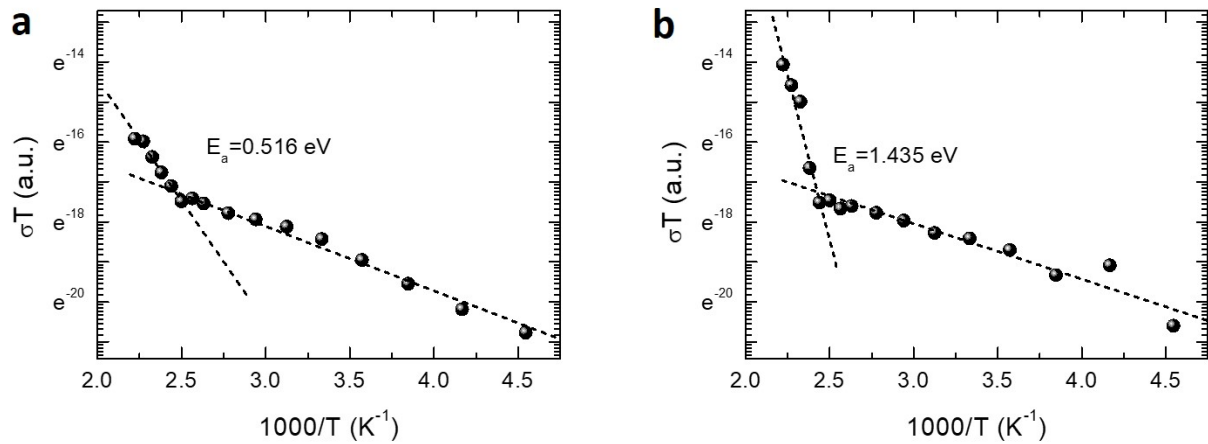 a
e⁻¹⁴
e⁻¹⁶
e⁻¹⁸
e⁻²⁰
σT (a.u.)
Eₐ=0.516 eV
2.0 2.5 3.0 3.5 4.0 4.5
1000/T (K⁻¹)
b
e⁻¹⁴
e⁻¹⁶
e⁻¹⁸
e⁻²⁰
σT (a.u.)
Eₐ=1.435 eV
2.0 2.5 3.0 3.5 4.0 4.5
1000/T (K⁻¹)